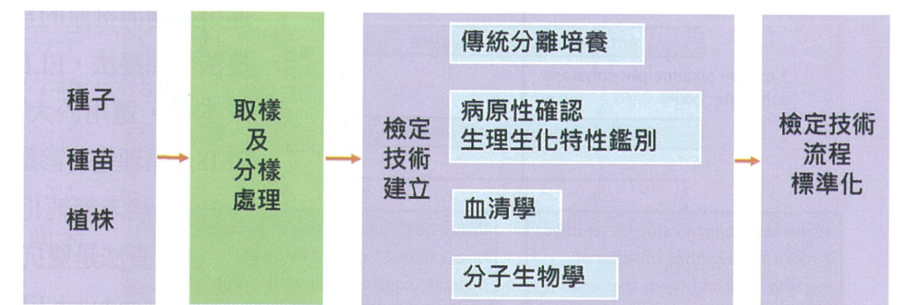 種子
種苗
植株
取樣
及
分樣
處理
檢定
技術
建立
傳統分離培養
病原性確認
生理生化特性鑑別
血清學
分子生物學
檢定技術
流程
標準化